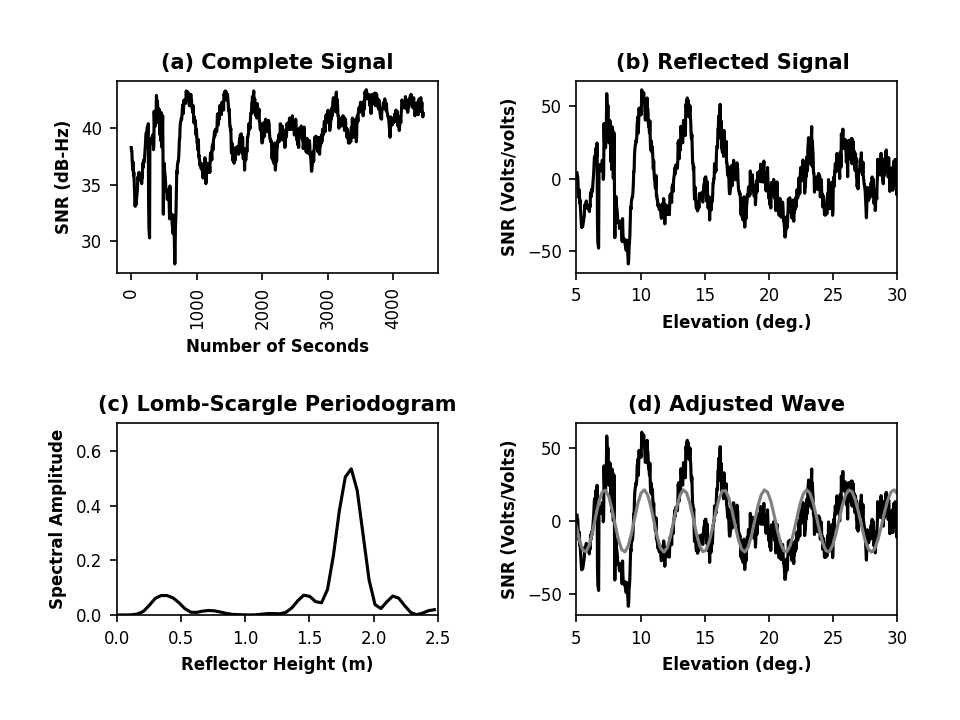 (a) Complete Signal
SNR (dB-Hz)
40
35
30
0
1000
2000
3000
4000
Number of Seconds
(b) Reflected Signal
SNR (Volts/volts)
50
0
−50
5 10 15 20 25 30
Elevation (deg.)
(c) Lomb-Scargle Periodogram
Spectral Amplitude
0.6
0.4
0.2
0.0
0.0 0.5 1.0 1.5 2.0 2.5
Reflector Height (m)
(d) Adjusted Wave
SNR (Volts/Volts)
50
0
−50
5 10 15 20 25 30
Elevation (deg.)